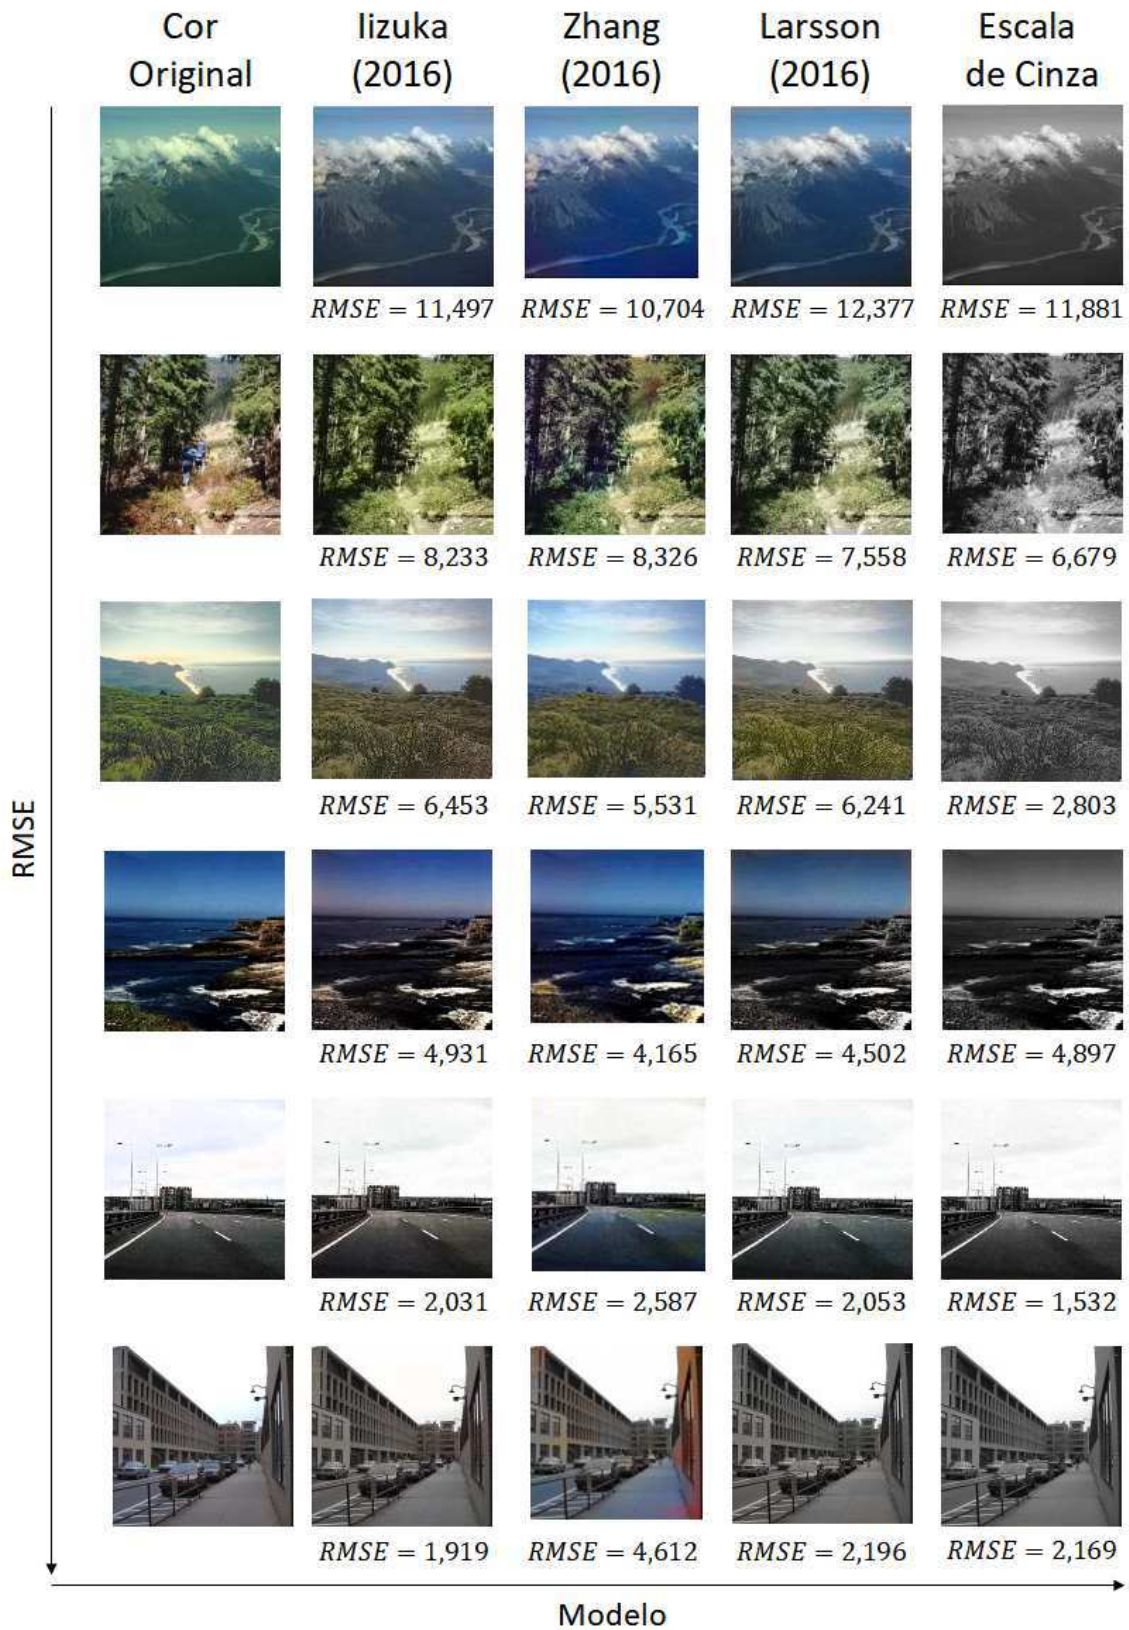 Cor
Original
Iizuka
(2016)
Zhang
(2016)
Larsson
(2016)
Escala
de Cinza
RMSE = 11,497
RMSE = 10,704
RMSE = 12,377
RMSE = 11,881
RMSE = 8,233
RMSE = 8,326
RMSE = 7,558
RMSE = 6,679
RMSE = 6,453
RMSE = 5,531
RMSE = 6,241
RMSE = 2,803
RMSE
RMSE = 4,931
RMSE = 4,165
RMSE = 4,502
RMSE = 4,897
RMSE = 2,031
RMSE = 2,587
RMSE = 2,053
RMSE = 1,532
RMSE = 1,919
RMSE = 4,612
RMSE = 2,196
RMSE = 2,169
Modelo